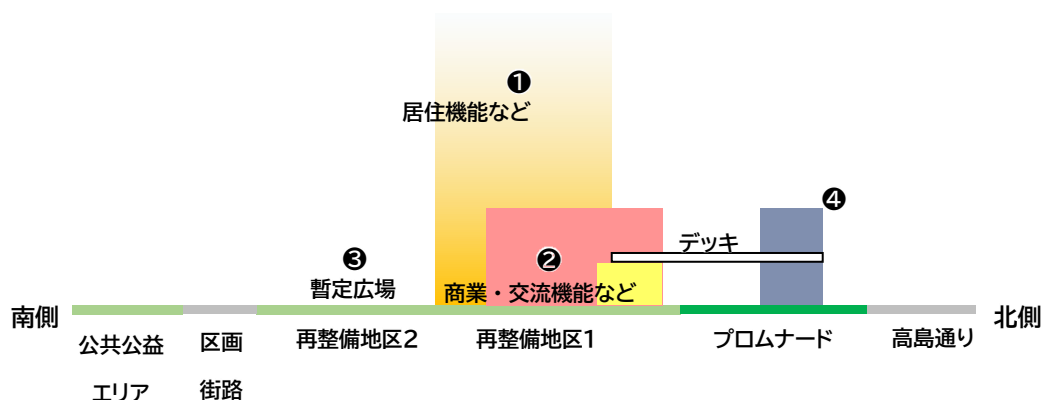 ❶
居住機能など
❹
デッキ
❸
暫定広場
❷
商業・交流機能など
南側
北側
公共公益
エリア
区画
街路
再整備地区2
再整備地区1
プロムナード
高島通り